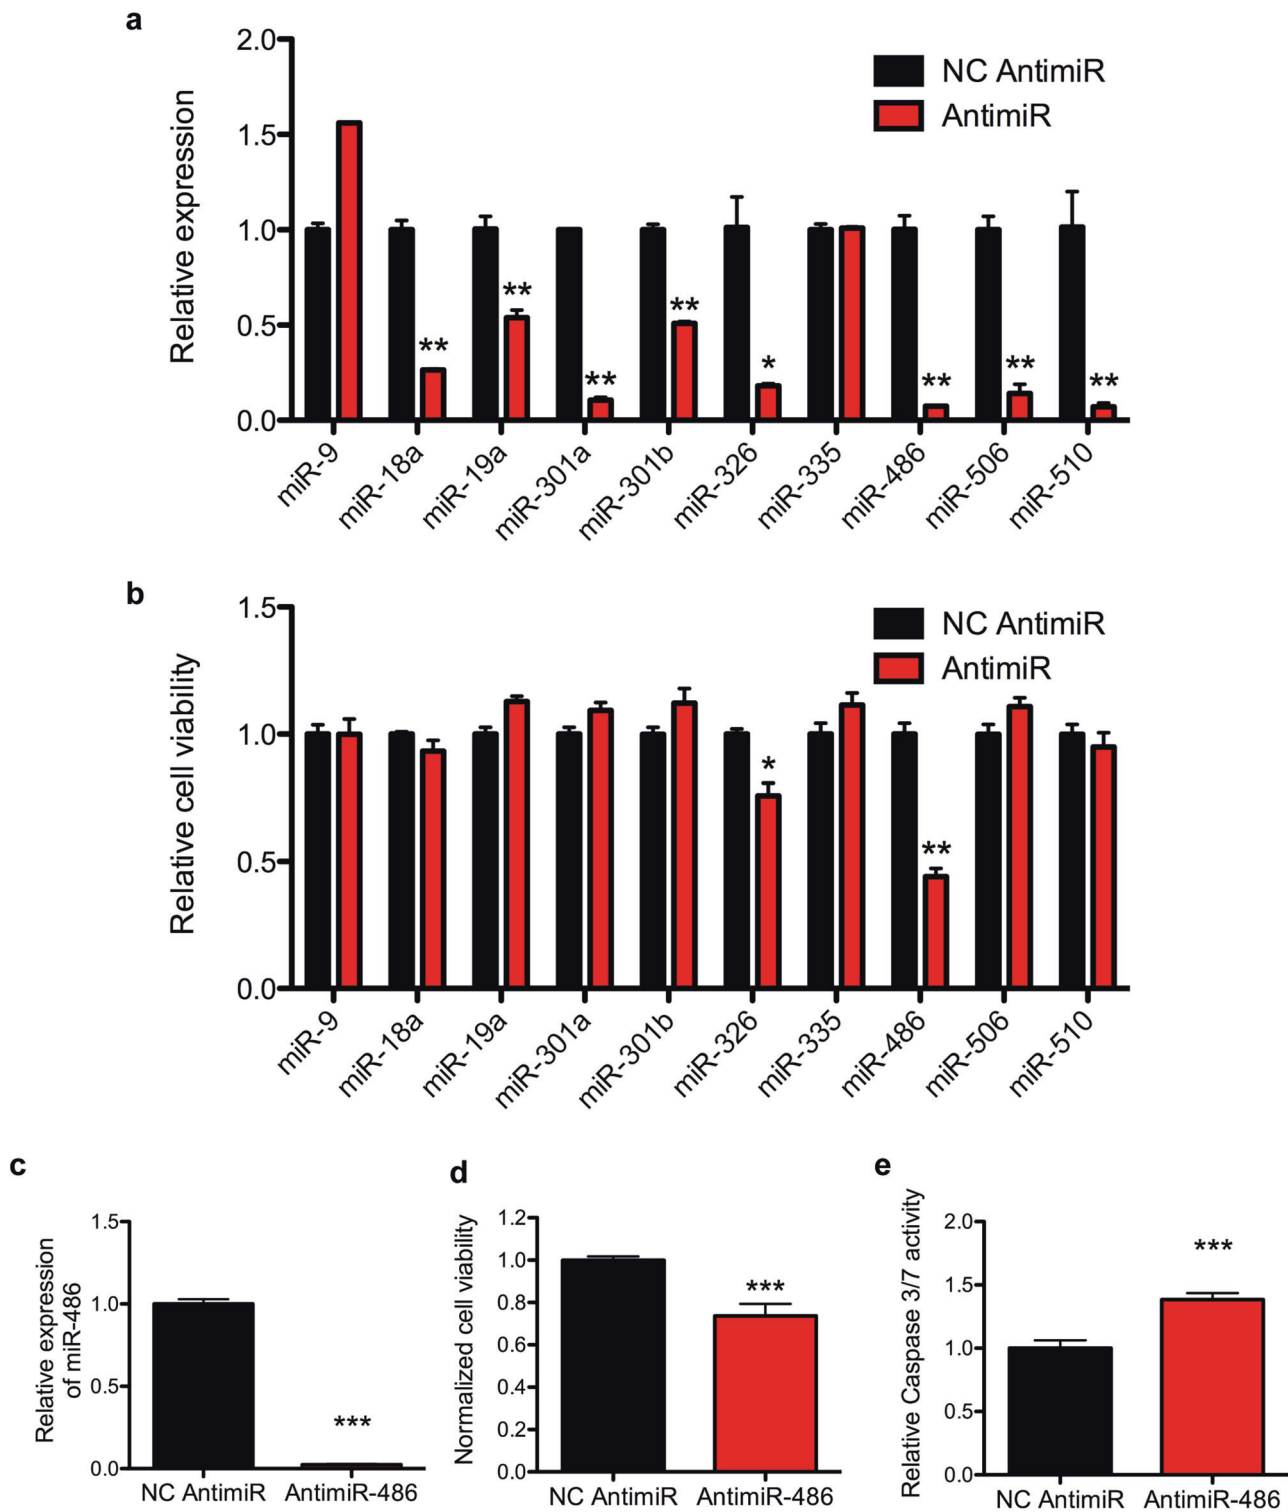 a
2.0
1.5
1.0
0.5
0.0
Relative expression
NC AntimiR
AntimiR
**
**
**
**
*
**
**
**
miR-9
miR-18a
miR-19a
miR-301a
miR-301b
miR-326
miR-335
miR-486
miR-506
miR-510
b
1.5
1.0
0.5
0.0
Relative cell viability
NC AntimiR
AntimiR
*
**
miR-9
miR-18a
miR-19a
miR-301a
miR-301b
miR-326
miR-335
miR-486
miR-506
miR-510
c
Relative expression
of miR-486
1.5
1.0
0.5
0.0
***
NC AntimiR
AntimiR-486
d
Normalized cell viability
1.2
1.0
0.8
0.6
0.4
0.2
0.0
***
NC AntimiR
AntimiR-486
e
Relative Caspase 3/7 activity
2.0
1.5
1.0
0.5
0.0
***
NC AntimiR
AntimiR-486